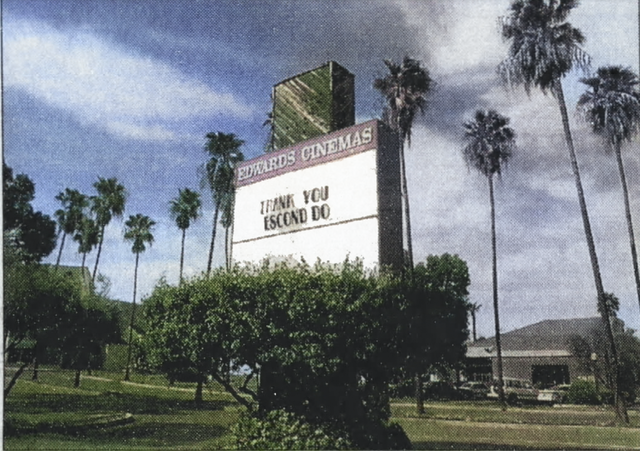 EDWARDS CINEMAS
THANK YOU
ESCOND DO